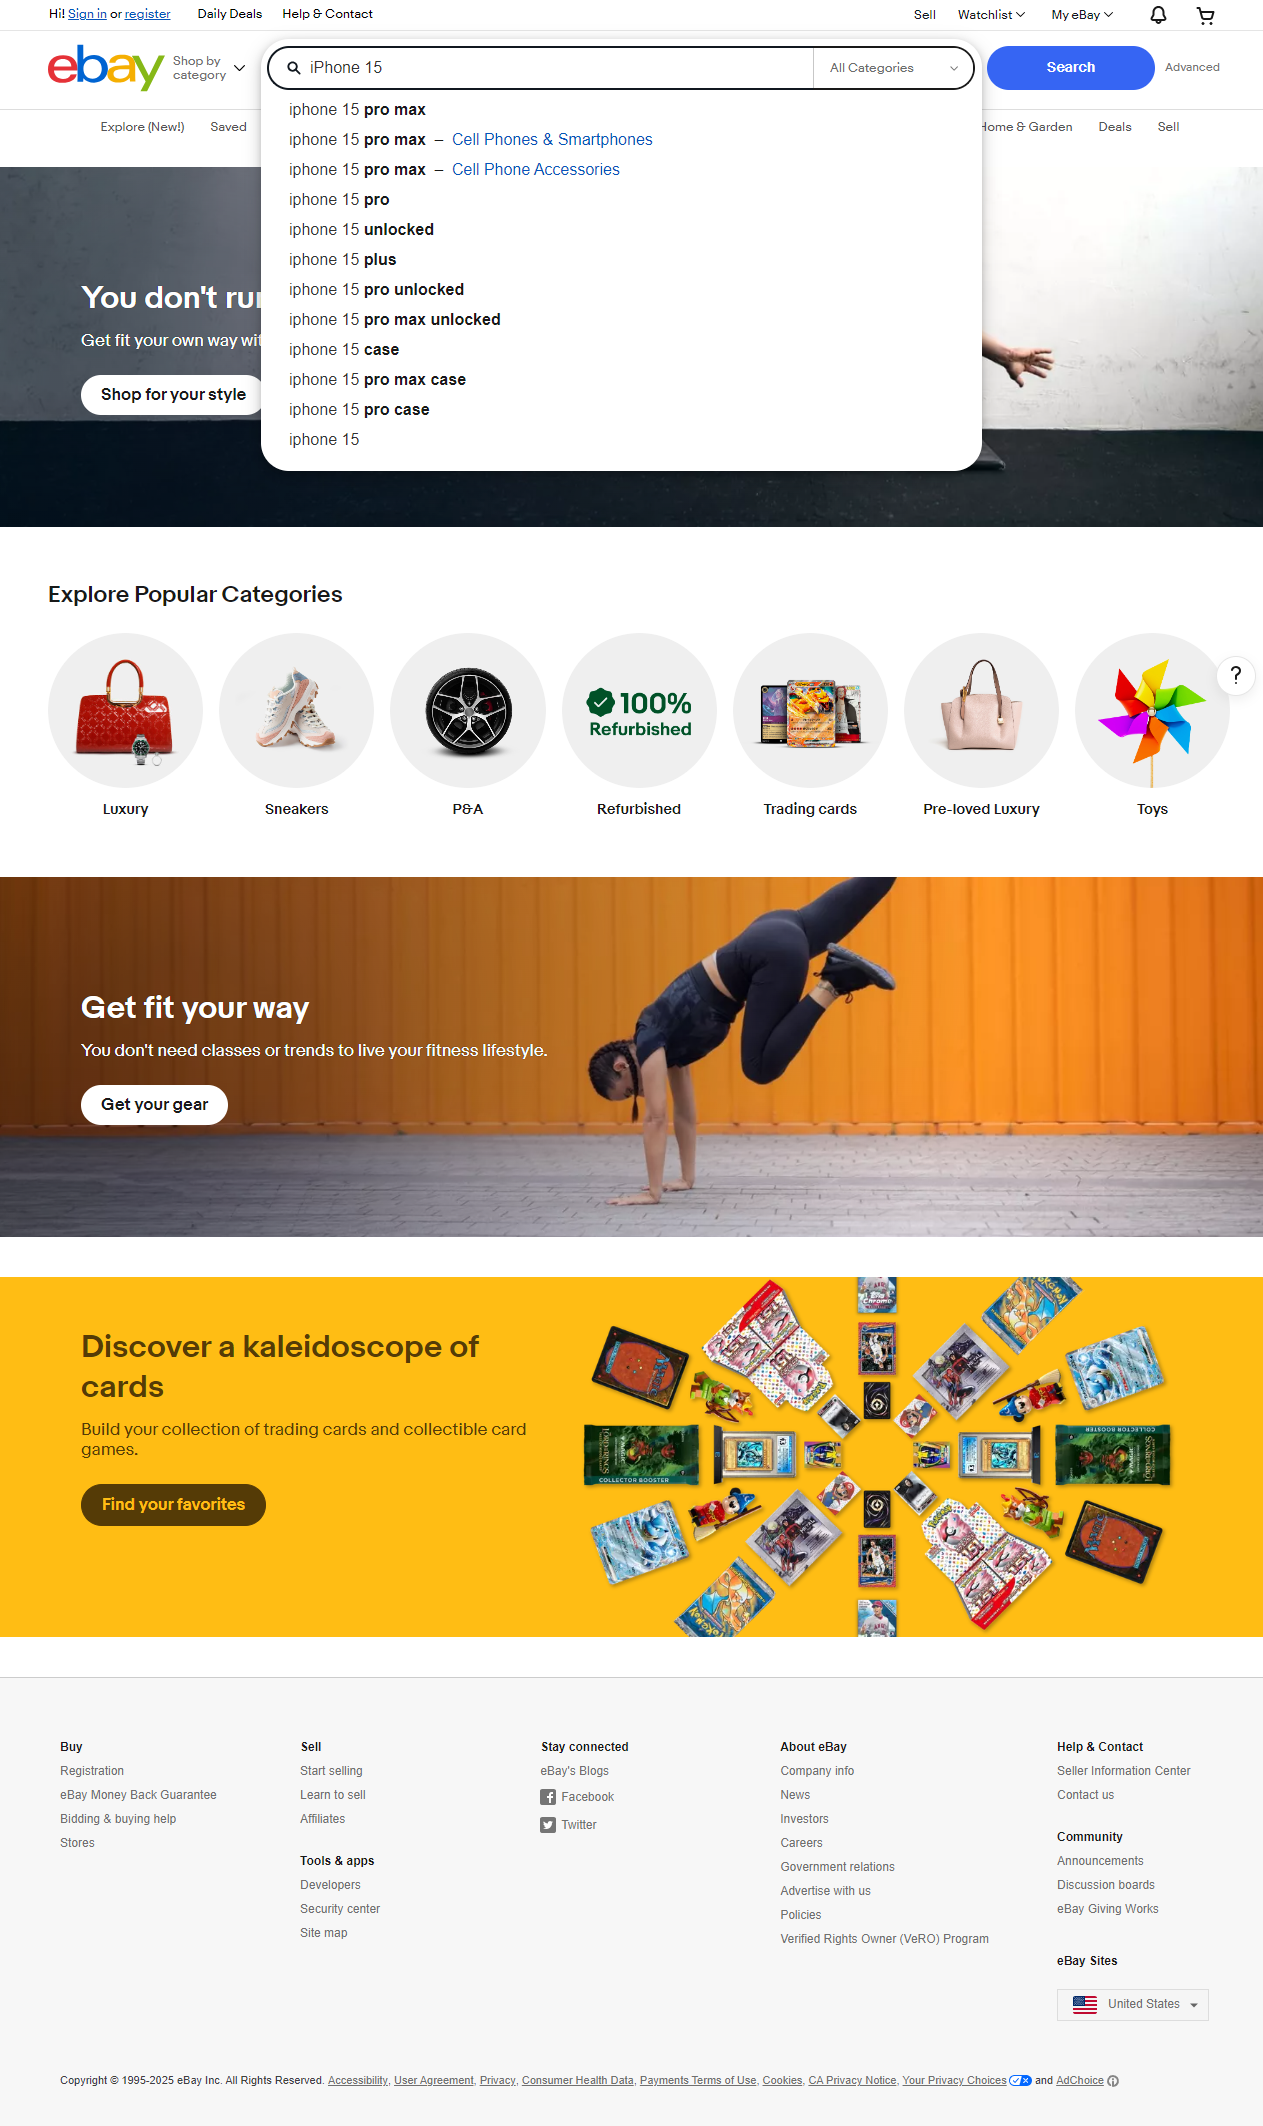 Hi! Sign in or register
Daily Deals
Help & Contact
Sell
Watchlist
My eBay
ebay
Shop by
category
iPhone 15
All Categories
Search
Advanced
Explore (New!)
Saved
Home & Garden
Deals
Sell
iphone 15 pro max
iphone 15 pro max – Cell Phones & Smartphones
iphone 15 pro max – Cell Phone Accessories
iphone 15 pro
iphone 15 unlocked
iphone 15 plus
iphone 15 pro unlocked
iphone 15 pro max unlocked
iphone 15 case
iphone 15 pro max case
iphone 15 pro case
iphone 15
You don't
Get fit your own way
Shop for your style
Explore Popular Categories
100%
Refurbished
?
Luxury
Sneakers
P&A
Refurbished
Trading cards
Pre-loved Luxury
Toys
Get fit your way
You don't need classes or trends to live your fitness lifestyle.
Get your gear
Discover a kaleidoscope of
cards
Build your collection of trading cards and collectible card
games.
Find your favorites
COLLECTOR BOOSTER
COLLECTOR BOOSTER
Buy
Registration
eBay Money Back Guarantee
Bidding & buying help
Stores
Sell
Start selling
Learn to sell
Affiliates
Tools & apps
Developers
Security center
Site map
Stay connected
eBay's Blogs
Facebook
Twitter
About eBay
Company info
News
Investors
Careers
Government relations
Advertise with us
Policies
Verified Rights Owner (VeRO) Program
Help & Contact
Seller Information Center
Contact us
Community
Announcements
Discussion boards
eBay Giving Works
eBay Sites
United States
Copyright © 1995-2025 eBay Inc. All Rights Reserved. Accessibility, User Agreement, Privacy, Consumer Health Data, Payments Terms of Use, Cookies, CA Privacy Notice, Your Privacy Choices and AdChoice